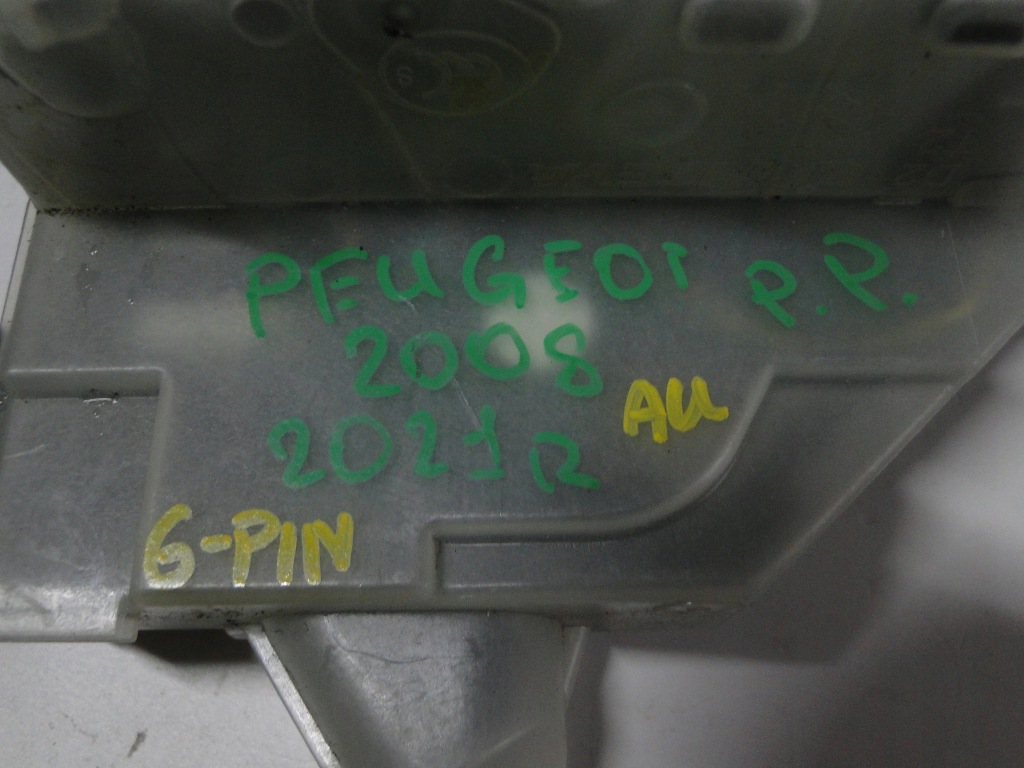 PEUGEOT P.P.
2008
AU
2021R
6-PIN